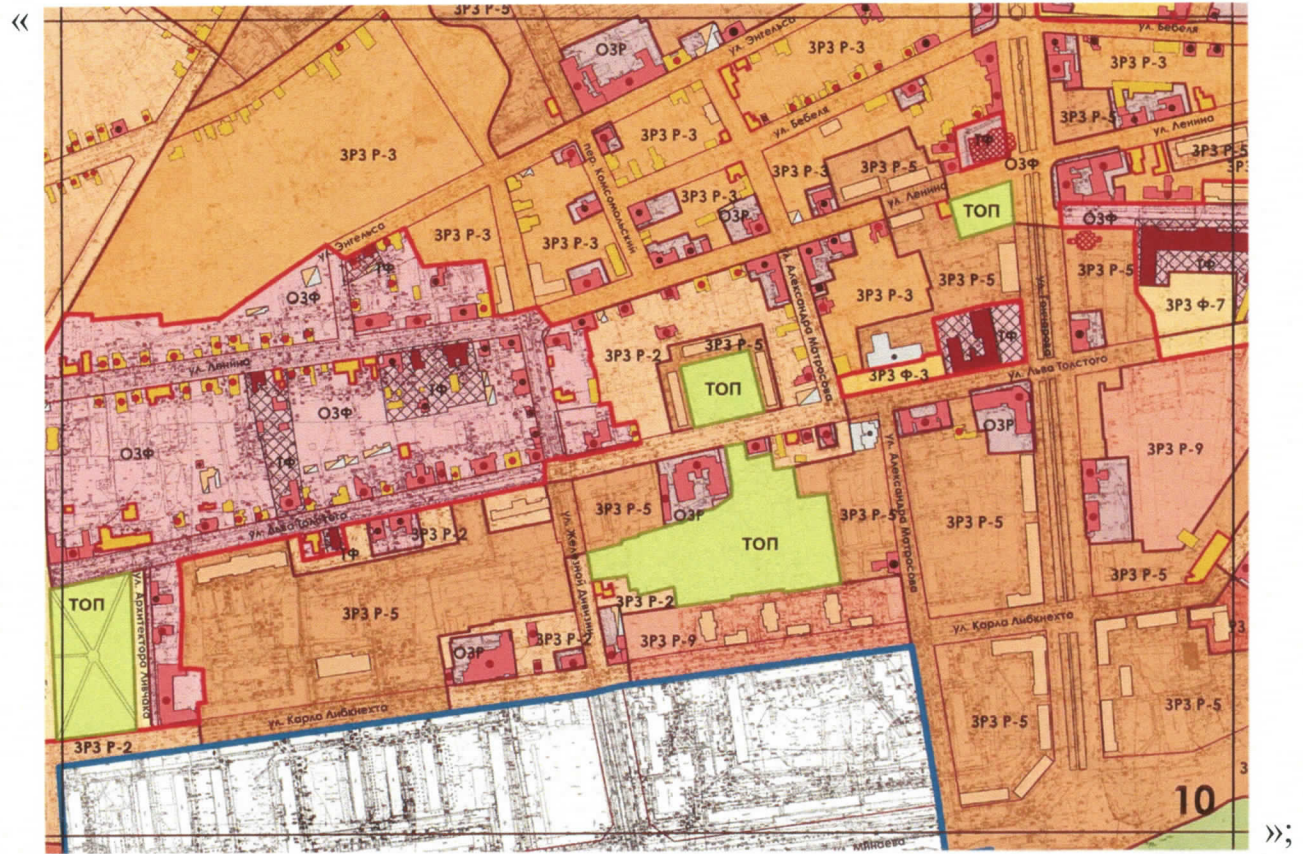 «
ЗРЗ Р-5
ул. Бебеля
ОЗР
ул. Энгельса
ЗРЗ Р-3
ЗРЗ Р-3
ЗРЗ Р-3
ул. Бебеля
ЗРЗ Р-5
ул. Ленина
ЗРЗ Р-3
пер. Комсомольский
ТФ
ОЗФ
ЗРЗ Р-5
ЗРЗ Р-3
ЗРЗ Р-5
ЗРЗ Р-3
ОЗР
ул. Ленина
ТОП
ОЗФ
ул. Энгельса
ЗРЗ Р-3
ЗРЗ Р-3
ТФ
ул. Александра Матросова
ЗРЗ Р-5
ул. Гончарова
ЗРЗ Р-5
ТФ
ОЗФ
ЗРЗ Р-3
ЗРЗ Ф-7
ул. Ленина
ЗРЗ Р-2
ЗРЗ Р-5
ТФ
ЗРЗ Ф-3
ул. Льва Толстого
ТФ
ТОП
ОЗФ
ОЗФ
ТФ
ОЗР
ЗРЗ Р-9
ул. Льва Толстого
ЗРЗ Р-5
ОЗР
ЗРЗ Р-5
ул. Александра Матросова
ЗРЗ Р-5
ТФ
ЗРЗ Р-2
ул. Железной Дивизии
ТОП
ЗРЗ Р-5
ТОП
ул. Архитектора Ливчака
ЗРЗ Р-5
ЗРЗ Р-2
ул. Карла Либкнехта
ОЗР
ЗРЗ Р-2
ЗРЗ Р-9
ул. Карла Либкнехта
ЗРЗ Р-5
ЗРЗ Р-5
ЗРЗ Р-2
10
Минаева
»;